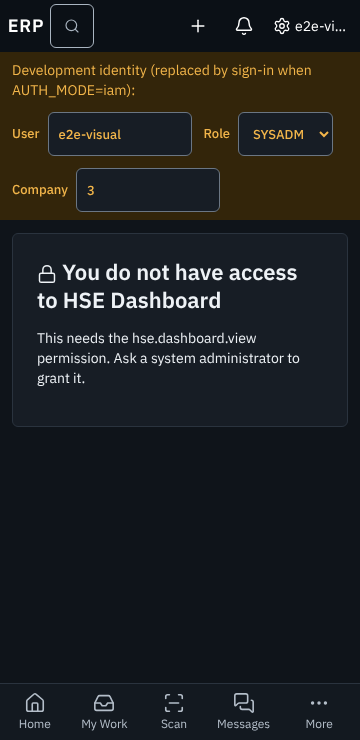 ERP e2e-vi...
Development identity (replaced by sign-in when
AUTH_MODE=iam):
User e2e-visual Role SYSADM
Company 3
You do not have access
to HSE Dashboard
This needs the hse.dashboard.view
permission. Ask a system administrator to
grant it.
Home My Work Scan Messages More